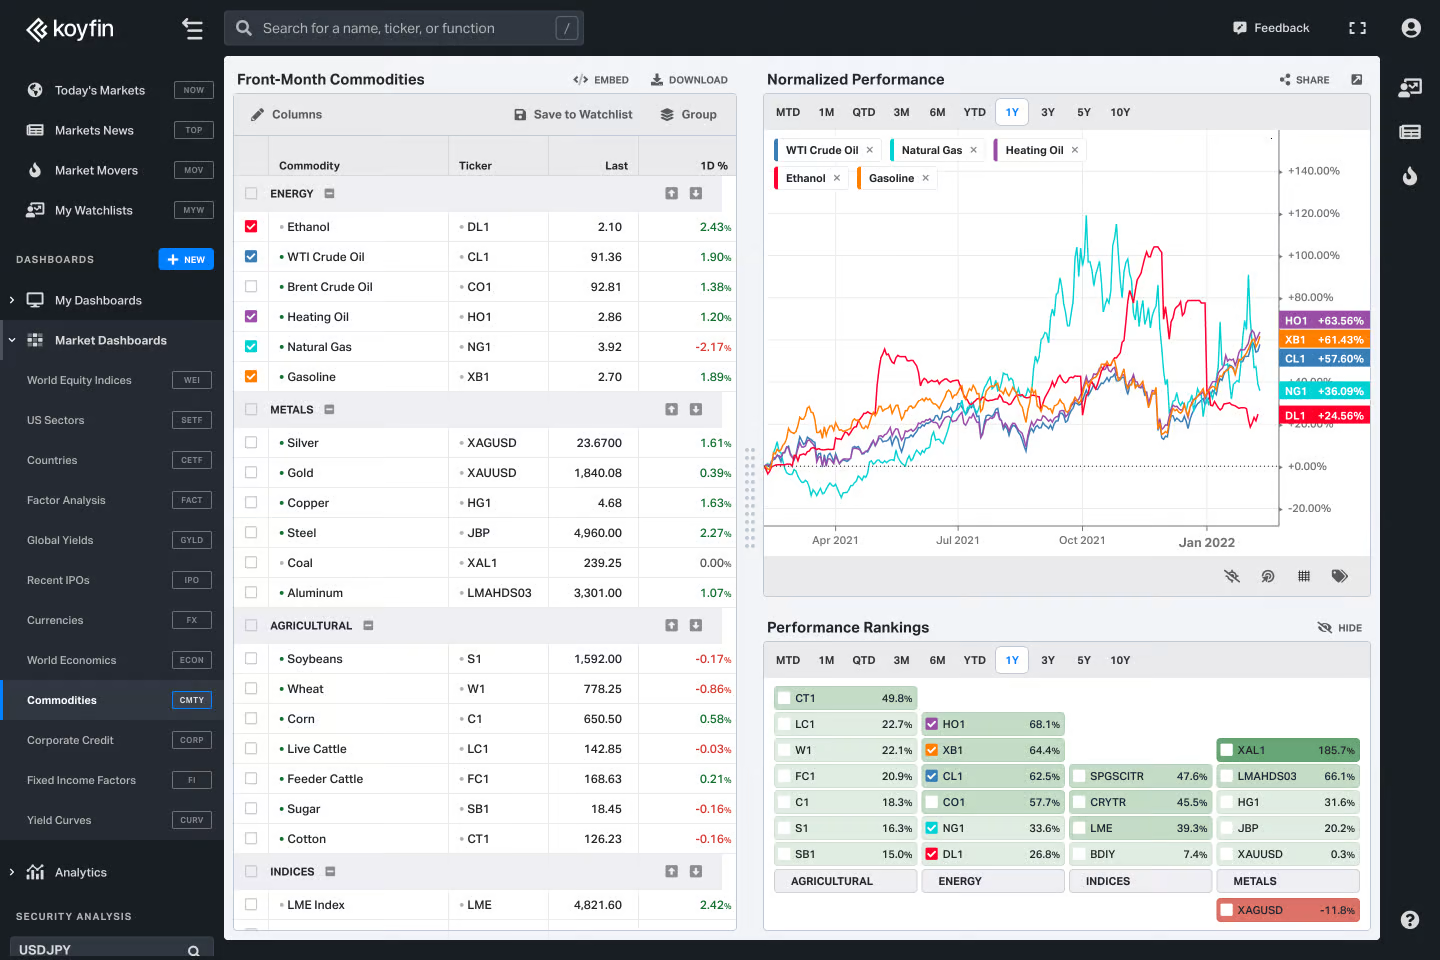 koyfin
Search for a name, ticker, or function /
Feedback
Today's Markets NOW
Markets News TOP
Market Movers MOV
My Watchlists MYW
DASHBOARDS + NEW
My Dashboards
Market Dashboards
World Equity Indices WEI
US Sectors SETF
Countries CETF
Factor Analysis FACT
Global Yields GYLD
Recent IPOs IPO
Currencies FX
World Economics ECON
Commodities CMTY
Corporate Credit CORP
Fixed Income Factors FI
Yield Curves CURV
Analytics
SECURITY ANALYSIS
USDJPY
Front-Month Commodities EMBED DOWNLOAD
Columns Save to Watchlist Group
Commodity Ticker Last 1D %
ENERGY
Ethanol DL1 2.10 2.43%
WTI Crude Oil CL1 91.36 1.90%
Brent Crude Oil CO1 92.81 1.38%
Heating Oil HO1 2.86 1.20%
Natural Gas NG1 3.92 -2.17%
Gasoline XB1 2.70 1.89%
METALS
Silver XAGUSD 23.6700 1.61%
Gold XAUUSD 1,840.08 0.39%
Copper HG1 4.68 1.63%
Steel JBP 4,960.00 2.27%
Coal XAL1 239.25 0.00%
Aluminum LMAHDS03 3,301.00 1.07%
AGRICULTURAL
Soybeans S1 1,592.00 -0.17%
Wheat W1 778.25 -0.86%
Corn C1 650.50 0.58%
Live Cattle LC1 142.85 -0.03%
Feeder Cattle FC1 168.63 0.21%
Sugar SB1 18.45 -0.16%
Cotton CT1 126.23 -0.16%
INDICES
LME Index LME 4,821.60 2.42%
Normalized Performance SHARE
MTD 1M QTD 3M 6M YTD 1Y 3Y 5Y 10Y
WTI Crude Oil × Natural Gas × Heating Oil ×
Ethanol × Gasoline ×
+140.00%
+120.00%
+100.00%
+80.00%
HO1 +63.56%
XB1 +61.43%
CL1 +57.60%
+40.00%
NG1 +36.09%
DL1 +24.56%
+20.00%
+0.00%
-20.00%
Apr 2021 Jul 2021 Oct 2021 Jan 2022
Performance Rankings HIDE
MTD 1M QTD 3M 6M YTD 1Y 3Y 5Y 10Y
CT1 49.8%
LC1 22.7% HO1 68.1%
W1 22.1% XB1 64.4% XAL1 185.7%
FC1 20.9% CL1 62.5% SPGSCITR 47.6% LMAHDS03 66.1%
C1 18.3% CO1 57.7% CRYTR 45.5% HG1 31.6%
S1 16.3% NG1 33.6% LME 39.3% JBP 20.2%
SB1 15.0% DL1 26.8% BDIY 7.4% XAUUSD 0.3%
AGRICULTURAL ENERGY INDICES METALS
XAGUSD -11.8%